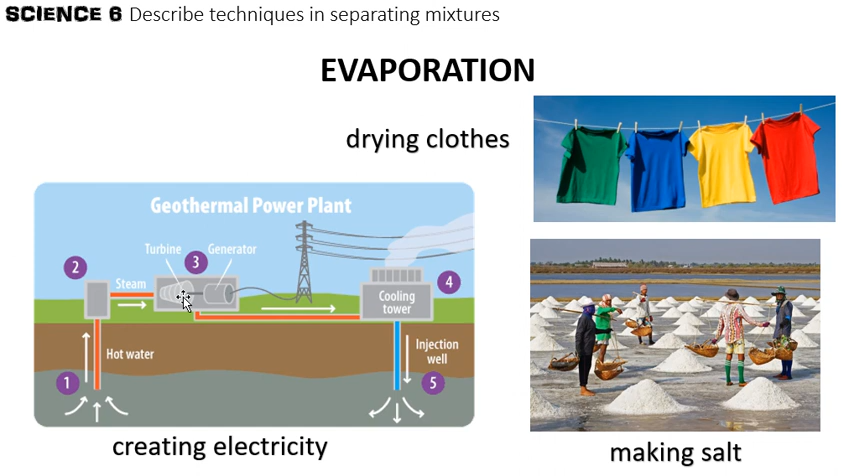 SCIENCE 6 Describe techniques in separating mixtures
EVAPORATION
drying clothes
Geothermal Power Plant
Turbine
Generator
3
2
Steam
4
Cooling
tower
Hot water
Injection
well
1
5
creating electricity
making salt